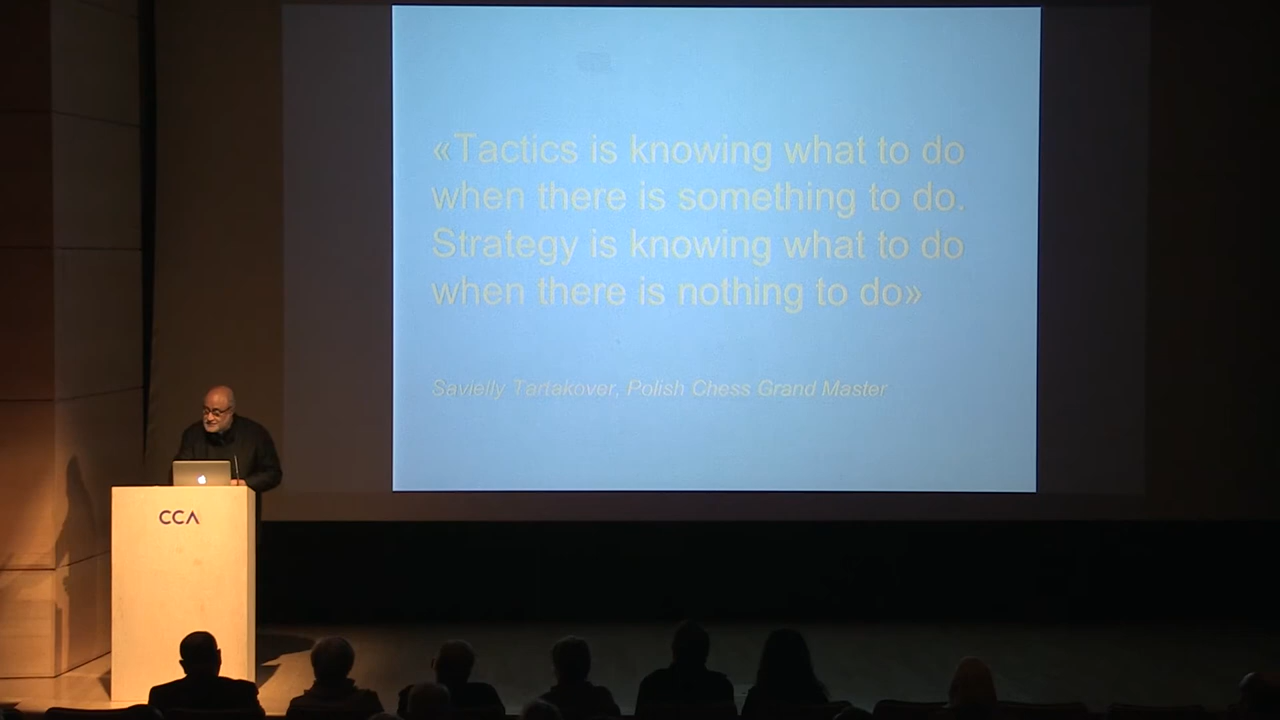 «Tactics is knowing what to do
when there is something to do.
Strategy is knowing what to do
when there is nothing to do»
Savielly Tartakover, Polish Chess Grand Master
CCA